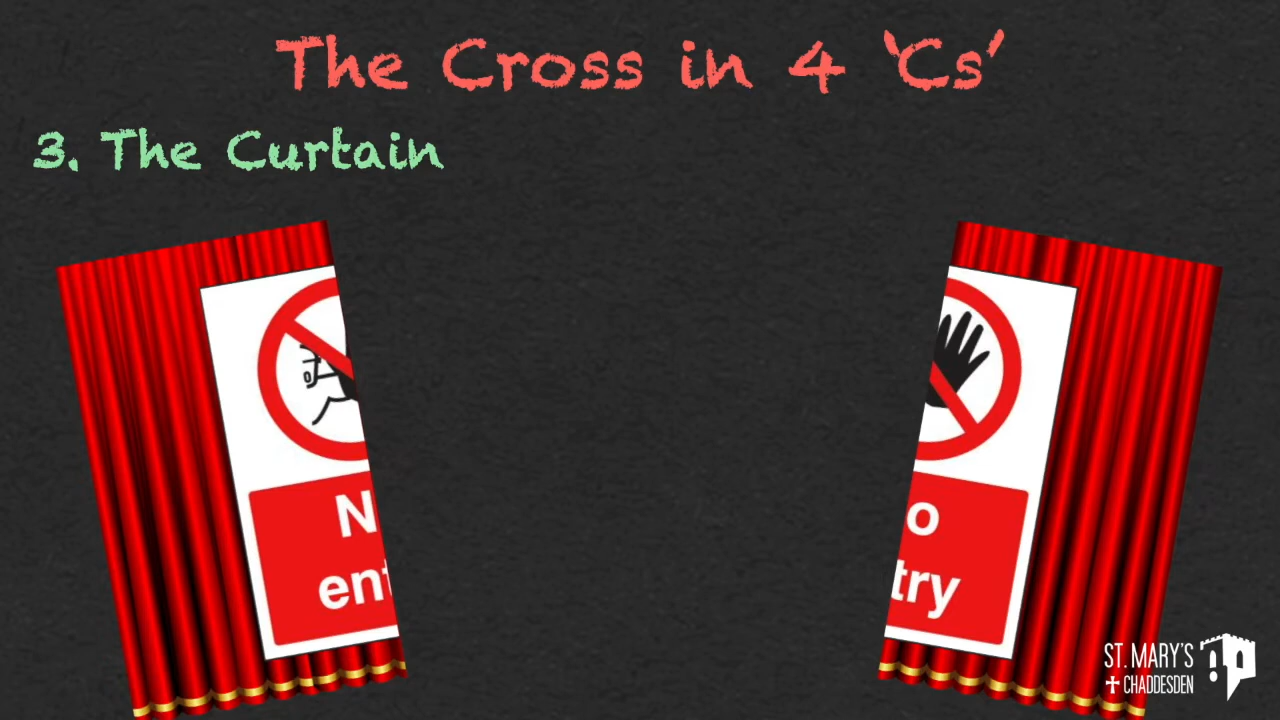 The Cross in 4 ‘Cs’
3. The Curtain
N
ent
o
try
ST. MARY'S
CHADDESDEN